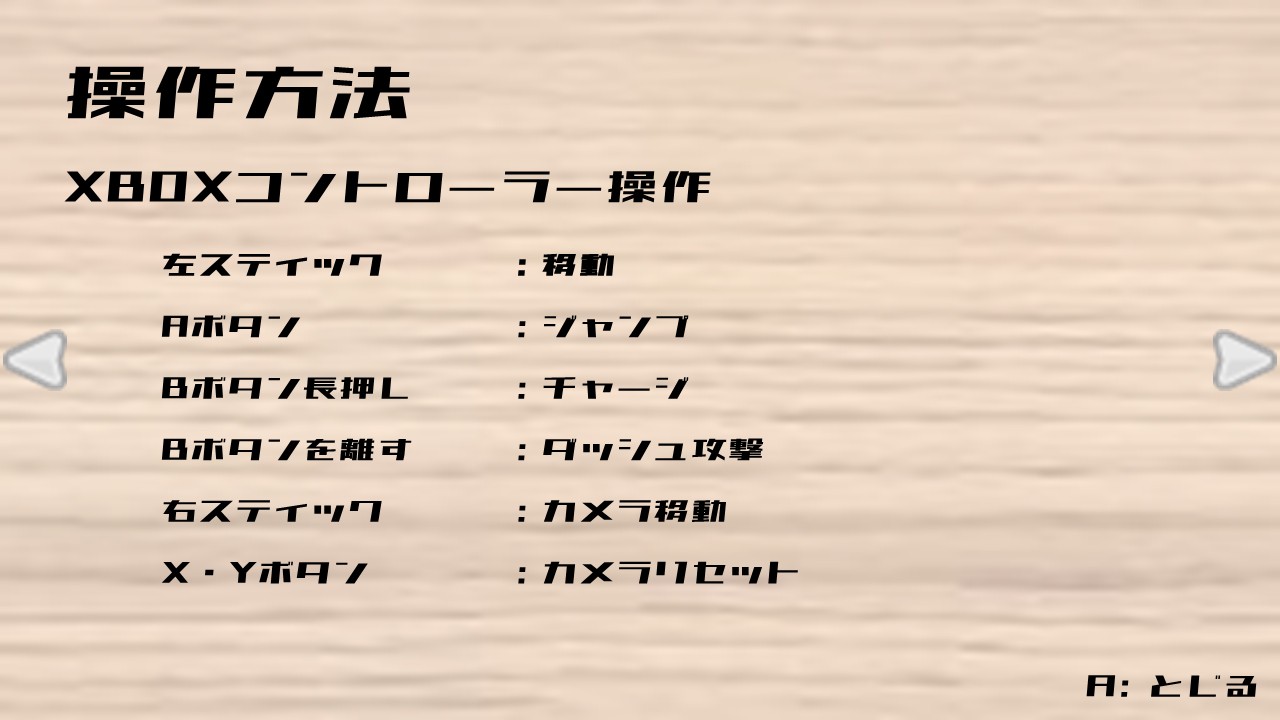 操作方法
XBOXコントローラー操作
左スティック : 移動
Aボタン : ジャンプ
Bボタン長押し : チャージ
Bボタンを離す : ダッシュ攻撃
右スティック : カメラ移動
X・Yボタン : カメラリセット
A: とじる